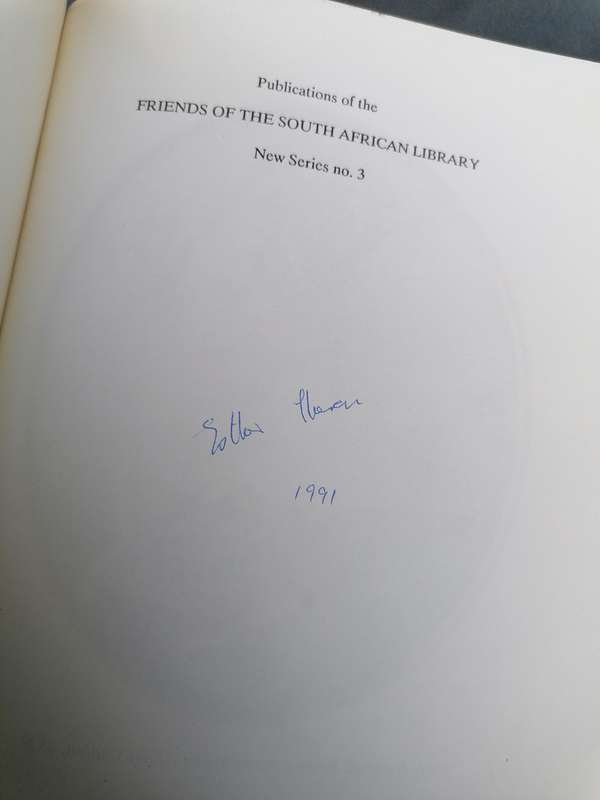 Publications of the
FRIENDS OF THE SOUTH AFRICAN LIBRARY
New Series no. 3
1991